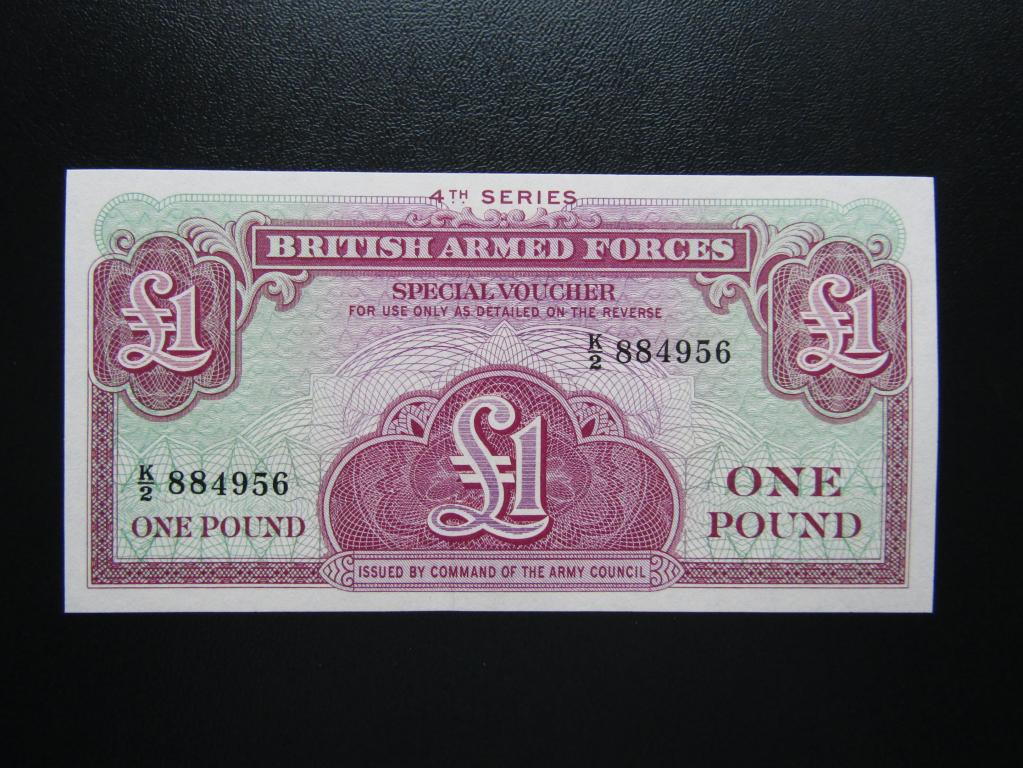 4TH SERIES
BRITISH ARMED FORCES
£1
£1
SPECIAL VOUCHER
FOR USE ONLY AS DETAILED ON THE REVERSE
K/2 884956
£1
K/2 884956
ONE POUND
ONE
POUND
ISSUED BY COMMAND OF THE ARMY COUNCIL